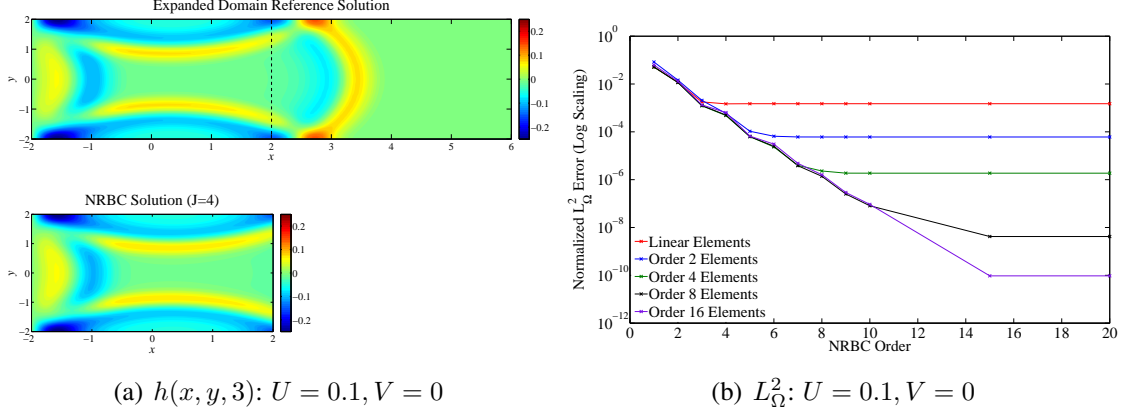 Expanded Domain Reference Solution
2
1
0
−1
−2
y
−2 −1 0 1 2 3 4 5 6
x
0.2
0.1
0
−0.1
−0.2
NRBC Solution (J=4)
2
1
0
−1
−2
y
−2 −1 0 1 2
x
0.2
0.1
0
−0.1
−0.2
(a) h(x, y, 3): U = 0.1, V = 0
Normalized L²_Ω Error (Log Scaling)
10⁰
10⁻²
10⁻⁴
10⁻⁶
10⁻⁸
10⁻¹⁰
10⁻¹²
Linear Elements
Order 2 Elements
Order 4 Elements
Order 8 Elements
Order 16 Elements
0 2 4 6 8 10 12 14 16 18 20
NRBC Order
(b) L²_Ω: U = 0.1, V = 0